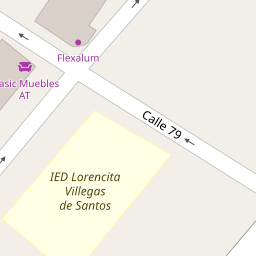 Flexalum
asic Muebles
AT
Calle 79
IED Lorencita
Villegas
de Santos